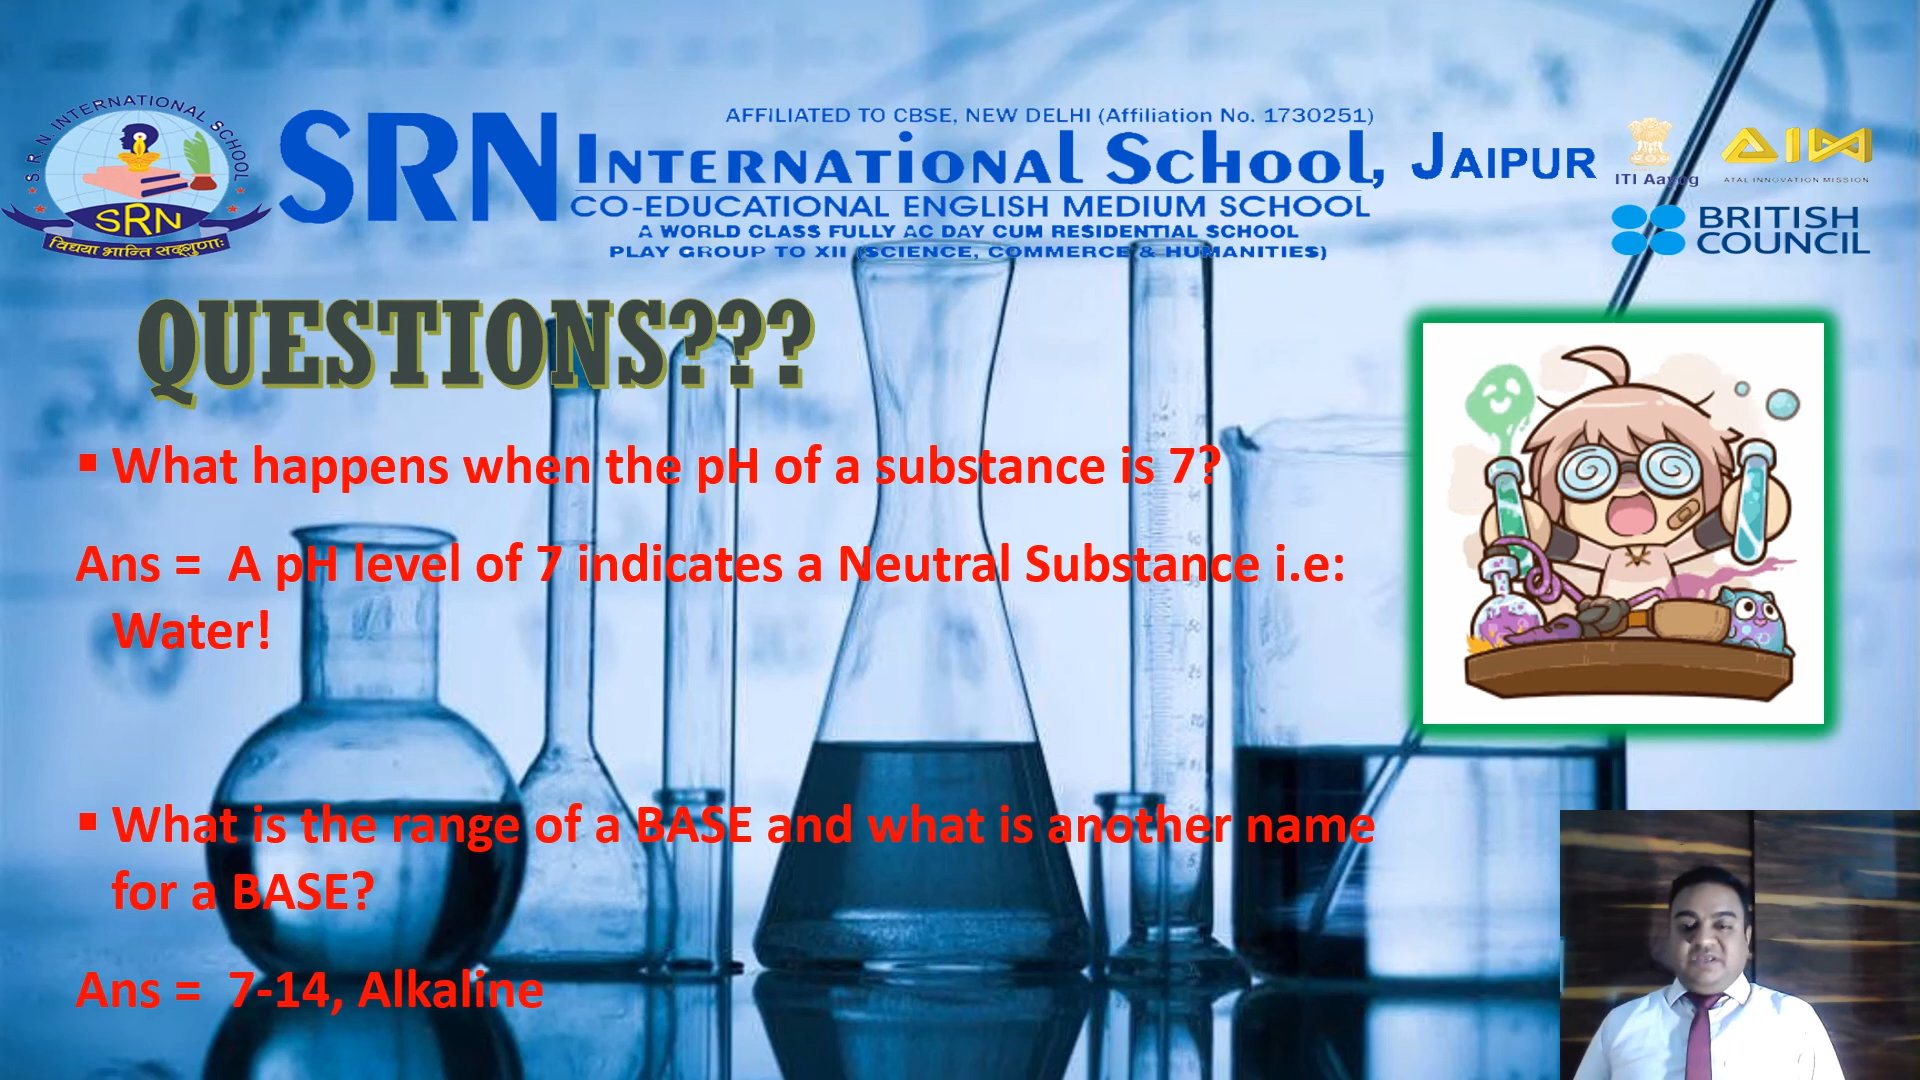 S. R. N. INTERNATIONAL SCHOOL
SRN
विद्यया भान्ति सद्गुणाः
AFFILIATED TO CBSE, NEW DELHI (Affiliation No. 1730251)
SRN INTERNATIONAL SCHOOL, JAIPUR
CO-EDUCATIONAL ENGLISH MEDIUM SCHOOL
A WORLD CLASS FULLY AC DAY CUM RESIDENTIAL SCHOOL
PLAY GROUP TO XII (SCIENCE, COMMERCE & HUMANITIES)
ITI Aayog
AIM
ATAL INNOVATION MISSION
BRITISH
COUNCIL
QUESTIONS???
▪ What happens when the pH of a substance is 7?
Ans = A pH level of 7 indicates a Neutral Substance i.e:
Water!
▪ What is the range of a BASE and what is another name
for a BASE?
Ans = 7-14, Alkaline